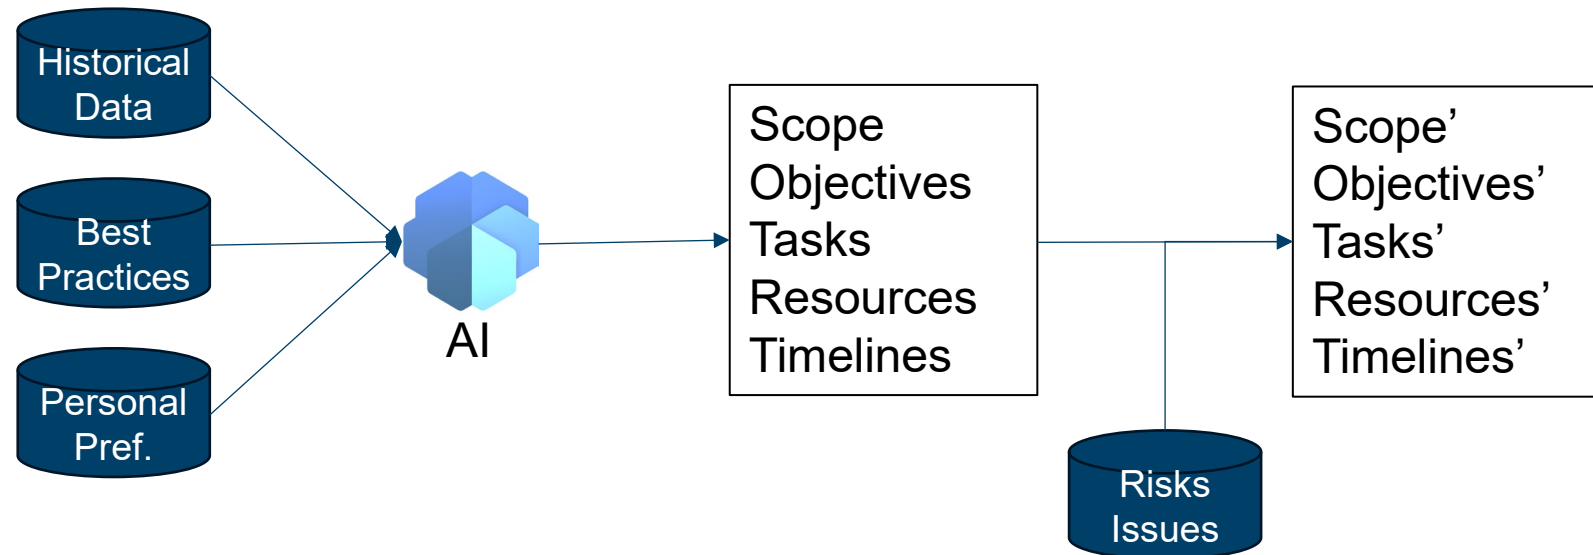 Historical
Data
Best
Practices
Personal
Pref.
AI
Scope
Objectives
Tasks
Resources
Timelines
Scope’
Objectives’
Tasks’
Resources’
Timelines’
Risks
Issues